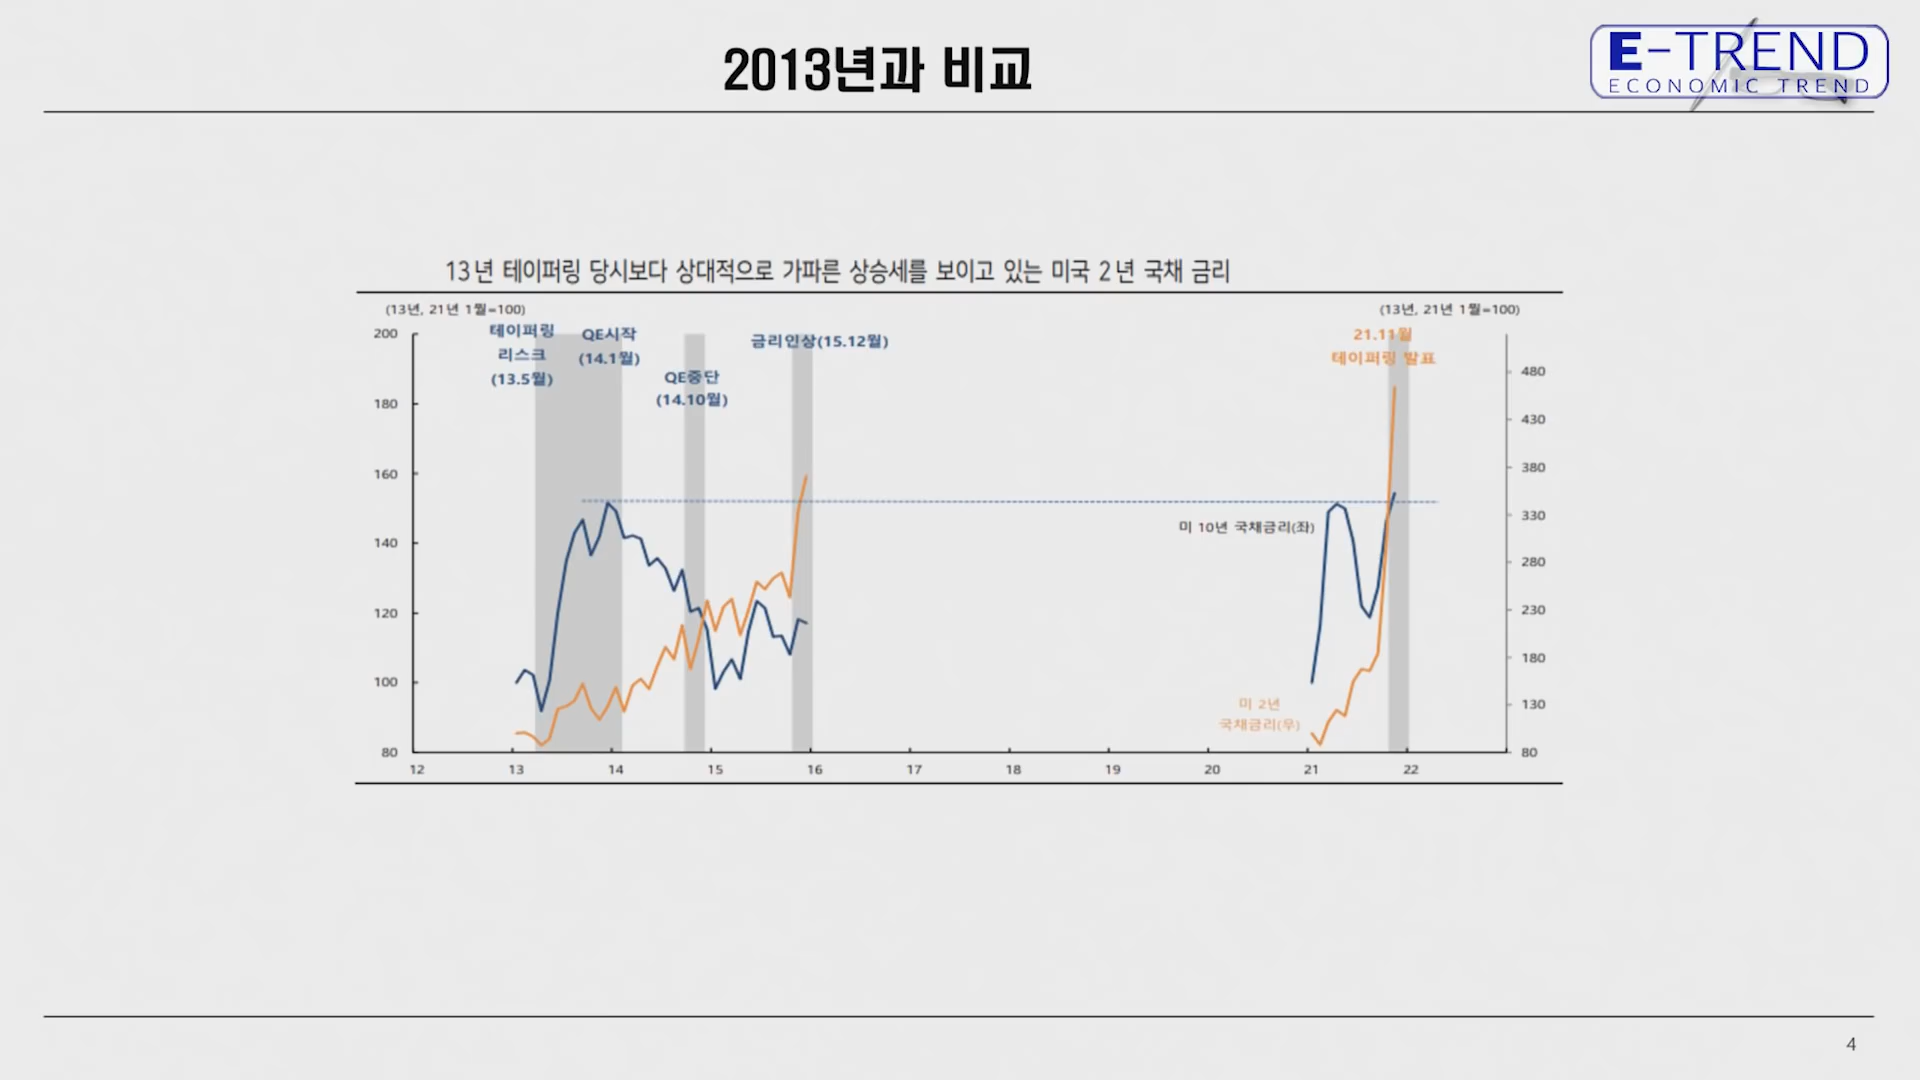 2013년과 비교
E-TREND
ECONOMIC TREND
13년 테이퍼링 당시보다 상대적으로 가파른 상승세를 보이고 있는 미국 2년 국채 금리
(13년, 21년 1월=100)
(13년, 21년 1월=100)
테이퍼링
리스크
(13.5월)
QE시작
(14.1월)
QE중단
(14.10월)
금리인상(15.12월)
21.11월
테이퍼링 발표
200
180
160
140
120
100
80
480
430
380
330
280
230
180
130
80
미 10년 국채금리(좌)
미 2년
국채금리(우)
12 13 14 15 16 17 18 19 20 21 22
4